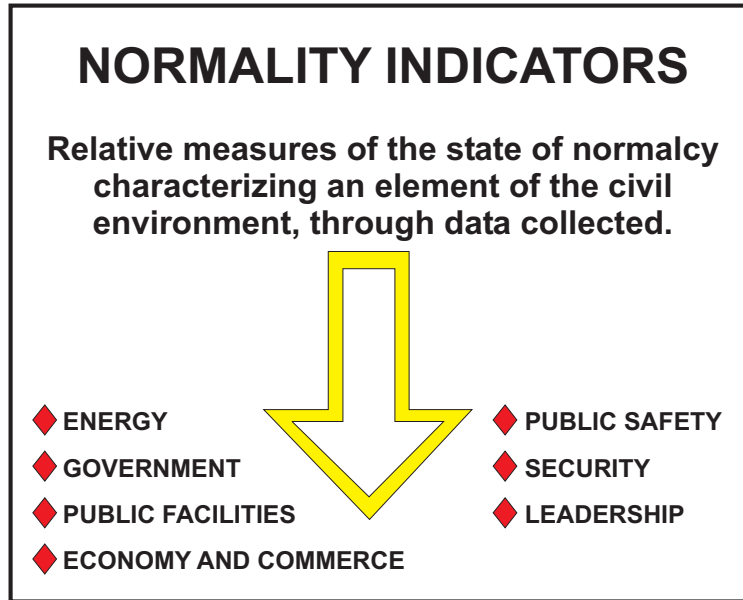 NORMALITY INDICATORS
Relative measures of the state of normalcy
characterizing an element of the civil
environment, through data collected.
ENERGY
GOVERNMENT
PUBLIC FACILITIES
ECONOMY AND COMMERCE
PUBLIC SAFETY
SECURITY
LEADERSHIP